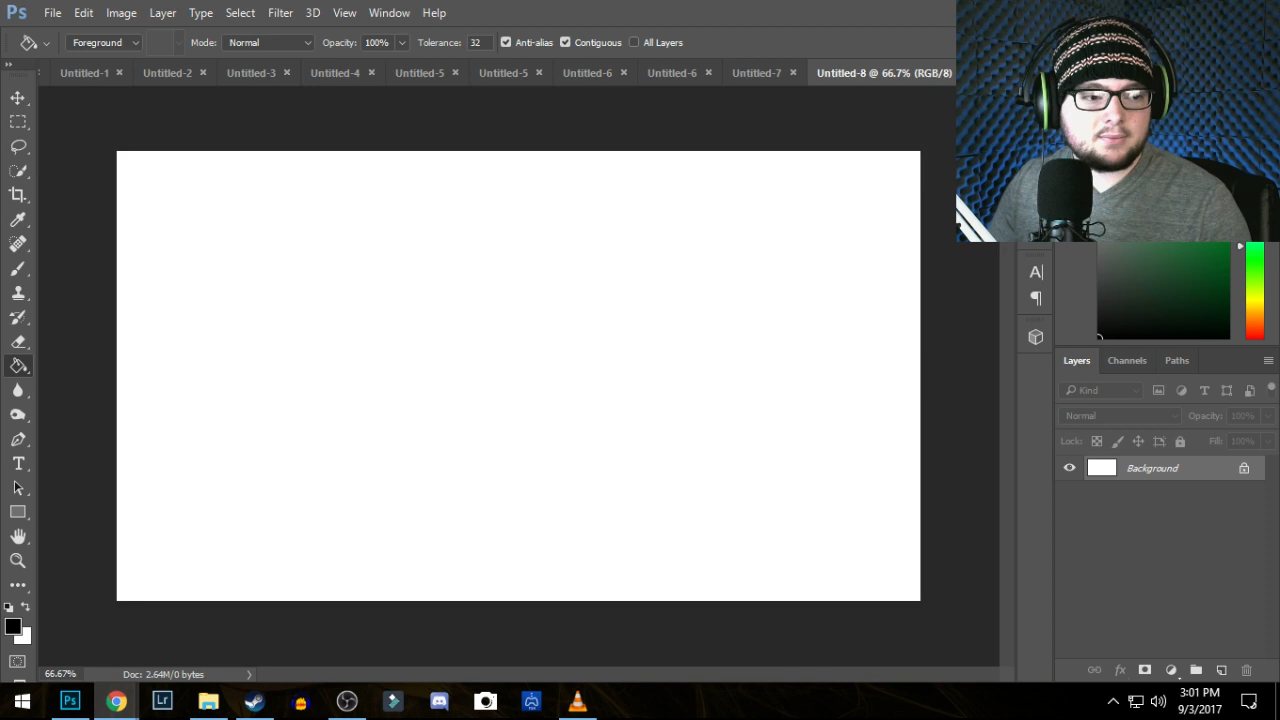 Ps File Edit Image Layer Type Select Filter 3D View Window Help
Foreground Mode: Normal Opacity: 100% Tolerance: 32 Anti-alias Contiguous All Layers
Untitled-1 Untitled-2 Untitled-3 Untitled-4 Untitled-5 Untitled-5 Untitled-6 Untitled-6 Untitled-7 Untitled-8 @ 66.7% (RGB/8)
Layers Channels Paths
Kind
Normal Opacity: 100%
Lock: Fill: 100%
Background
66.67% Doc: 2.64M/0 bytes
Ps Lr 3:01 PM
9/3/2017